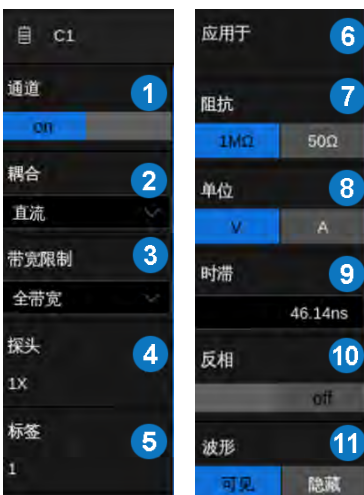 C1
通道
1
on
耦合
2
直流
带宽限制
3
全带宽
探头
4
1X
标签
5
1
应用于
6
阻抗
7
1MΩ 50Ω
单位
8
V A
时滞
9
46.14ns
反相
10
off
波形
11
可见 隐藏